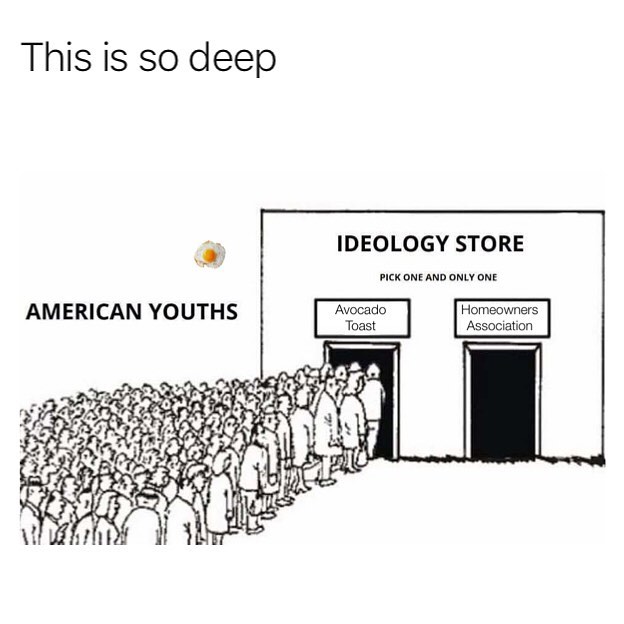 This is so deep
IDEOLOGY STORE
PICK ONE AND ONLY ONE
AMERICAN YOUTHS
Avocado
Toast
Homeowners
Association